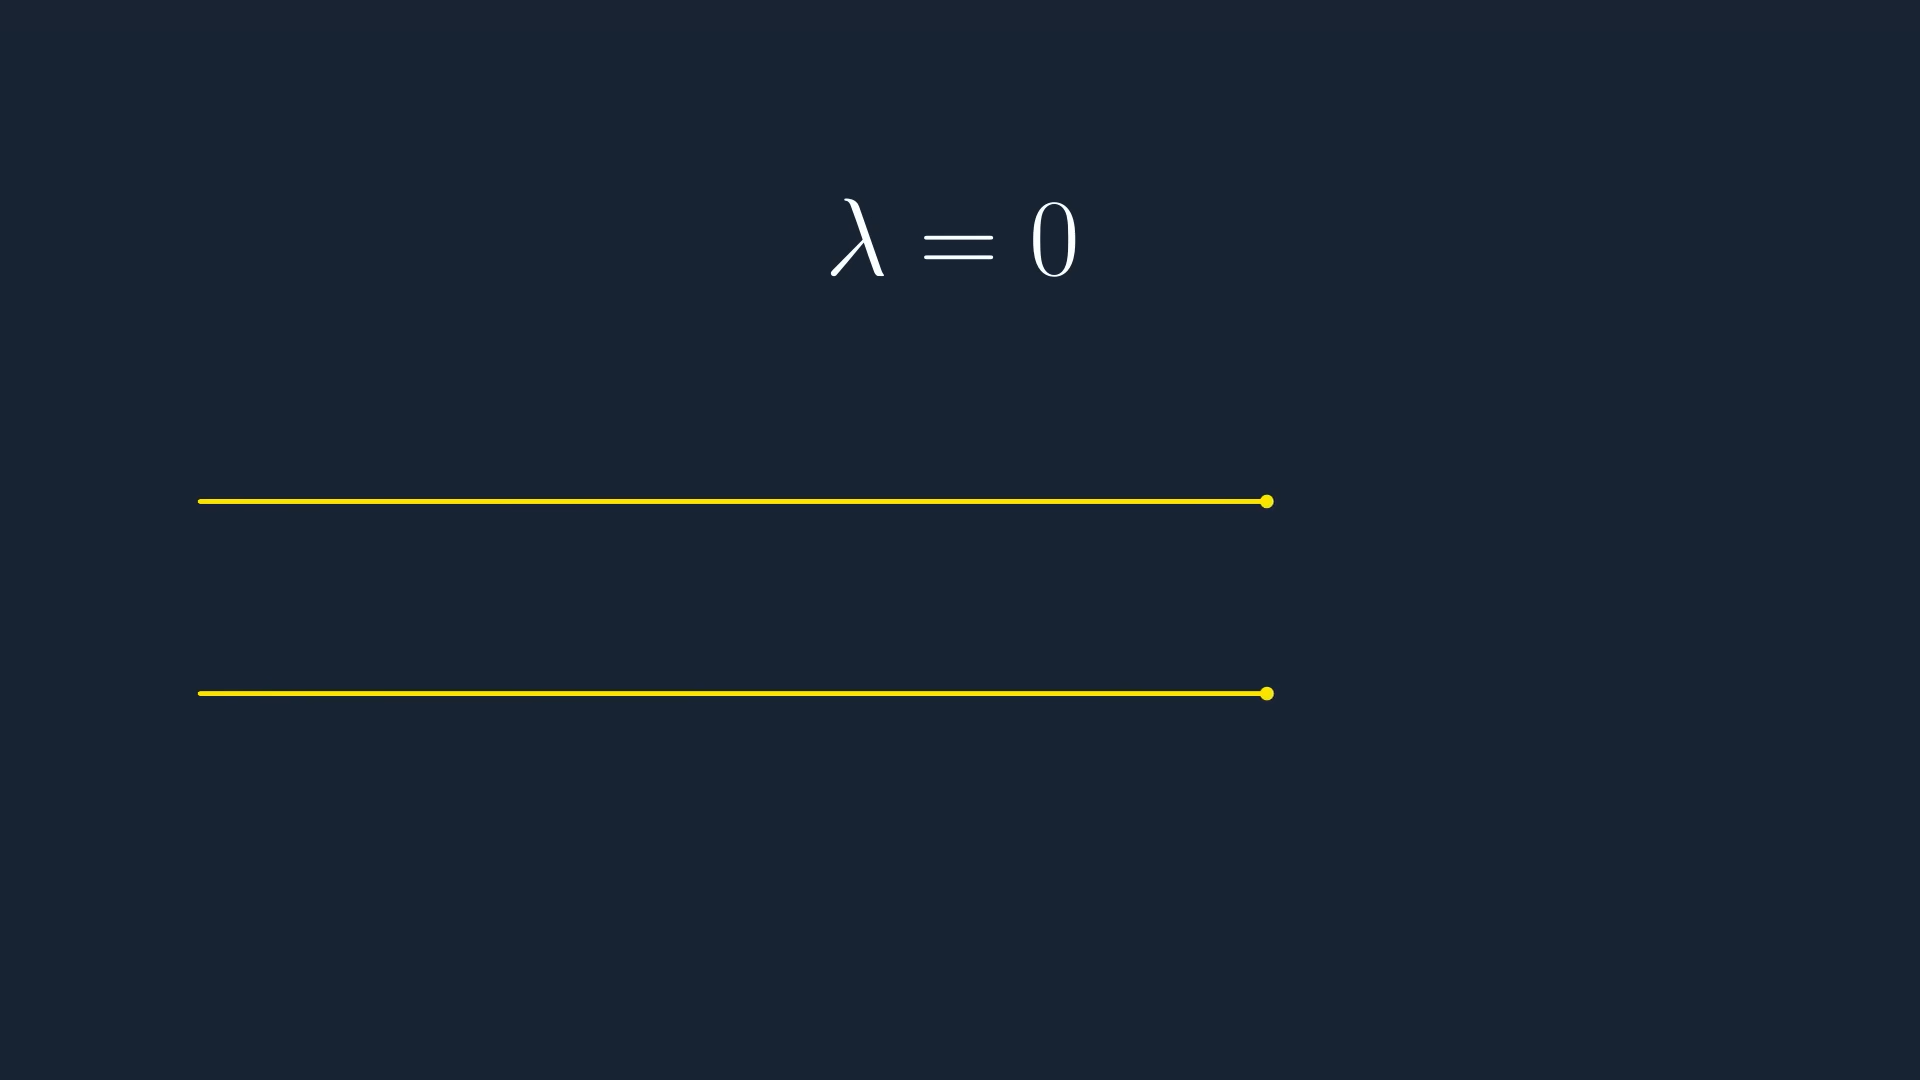 λ = 0